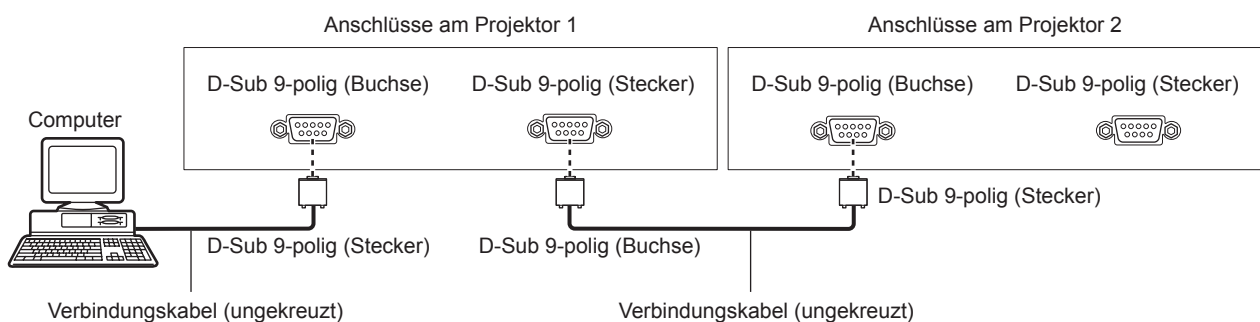 Anschlüsse am Projektor 1
Anschlüsse am Projektor 2
D-Sub 9-polig (Buchse)
D-Sub 9-polig (Stecker)
D-Sub 9-polig (Buchse)
D-Sub 9-polig (Stecker)
Computer
D-Sub 9-polig (Stecker)
D-Sub 9-polig (Stecker)
D-Sub 9-polig (Buchse)
Verbindungskabel (ungekreuzt)
Verbindungskabel (ungekreuzt)